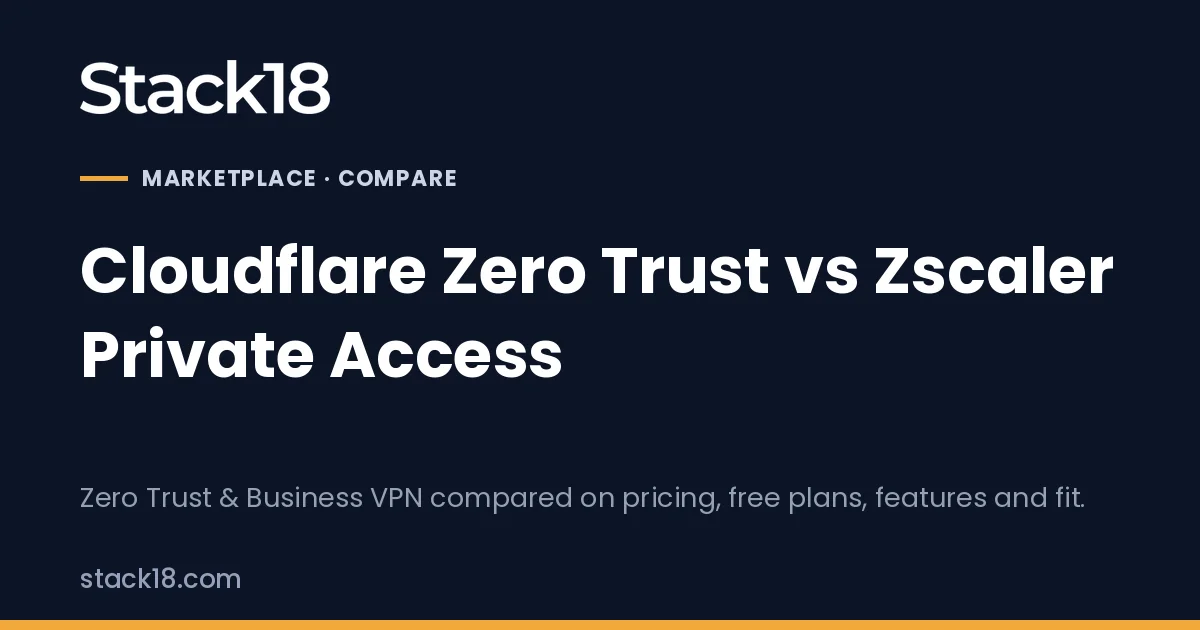 Stack18
MARKETPLACE · COMPARE
Cloudflare Zero Trust vs Zscaler
Private Access
Zero Trust & Business VPN compared on pricing, free plans, features and fit.
stack18.com